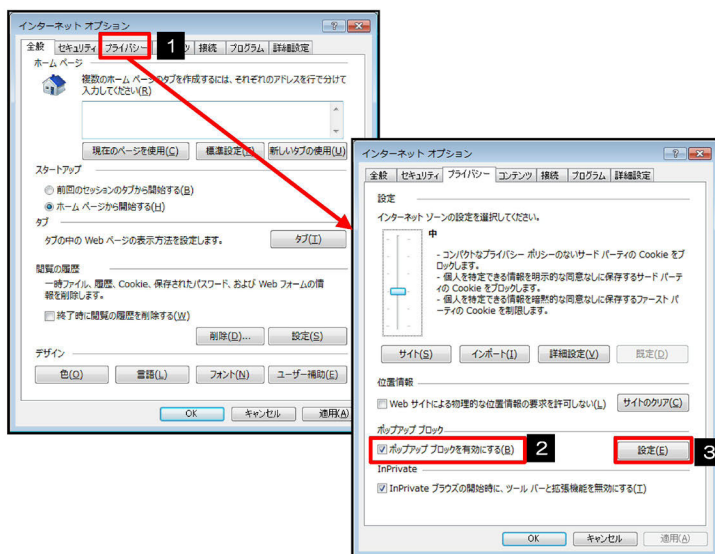 インターネット オプション
全般 セキュリティ プライバシー 1 接続 プログラム 詳細設定
ホーム ページ
複数のホーム ページのタブを作成するには、それぞれのアドレスを行で分けて
入力してください(R)
現在のページを使用(C) 標準設定 新しいタブの使用(U)
スタートアップ
前回のセッションのタブから開始する(B)
ホーム ページから開始する(H)
タブ
タブの中の Web ページの表示方法を設定します。 タブ(T)
閲覧の履歴
一時ファイル、履歴、Cookie、保存されたパスワード、および Web フォームの情
報を削除します。
終了時に閲覧の履歴を削除する(W)
削除(D)... 設定(S)
デザイン
色(O) 言語(L) フォント(N) ユーザー補助(E)
OK キャンセル 適用(A)
インターネット オプション
全般 セキュリティ プライバシー コンテンツ 接続 プログラム 詳細設定
設定
インターネット ゾーンの設定を選択してください。
中
- コンパクトなプライバシー ポリシーのないサード パーティの Cookie をブ
ロックします。
- 個人を特定できる情報を明示的な同意なしに保存するサード パーテ
ィの Cookie をブロックします。
- 個人を特定できる情報を暗黙的な同意なしに保存するファースト パ
ーティの Cookie を制限します。
サイト(S) インポート(I) 詳細設定(V) 既定(D)
位置情報
Web サイトによる物理的な位置情報の要求を許可しない(L) サイトのクリア(C)
ポップアップ ブロック
ポップアップ ブロックを有効にする(B) 2 設定(E) 3
InPrivate
InPrivate ブラウズの開始時に、ツール バーと拡張機能を無効にする(T)
OK キャンセル 適用(A)